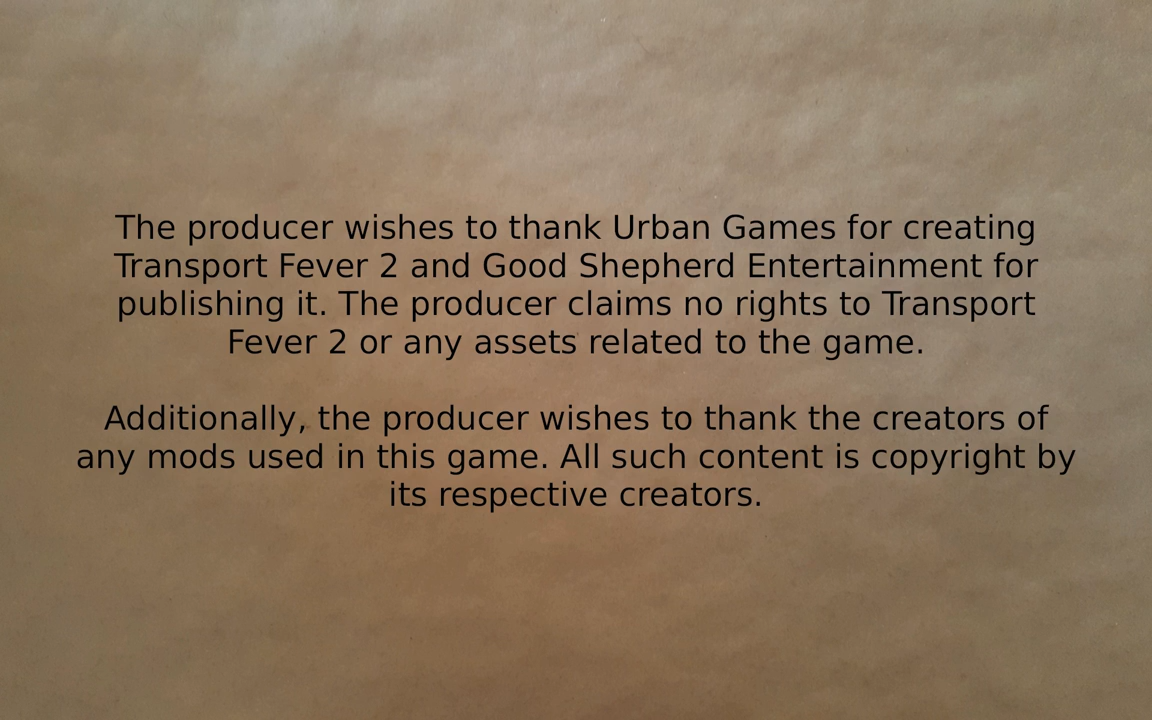 The producer wishes to thank Urban Games for creating
Transport Fever 2 and Good Shepherd Entertainment for
publishing it. The producer claims no rights to Transport
Fever 2 or any assets related to the game.
Additionally, the producer wishes to thank the creators of
any mods used in this game. All such content is copyright by
its respective creators.